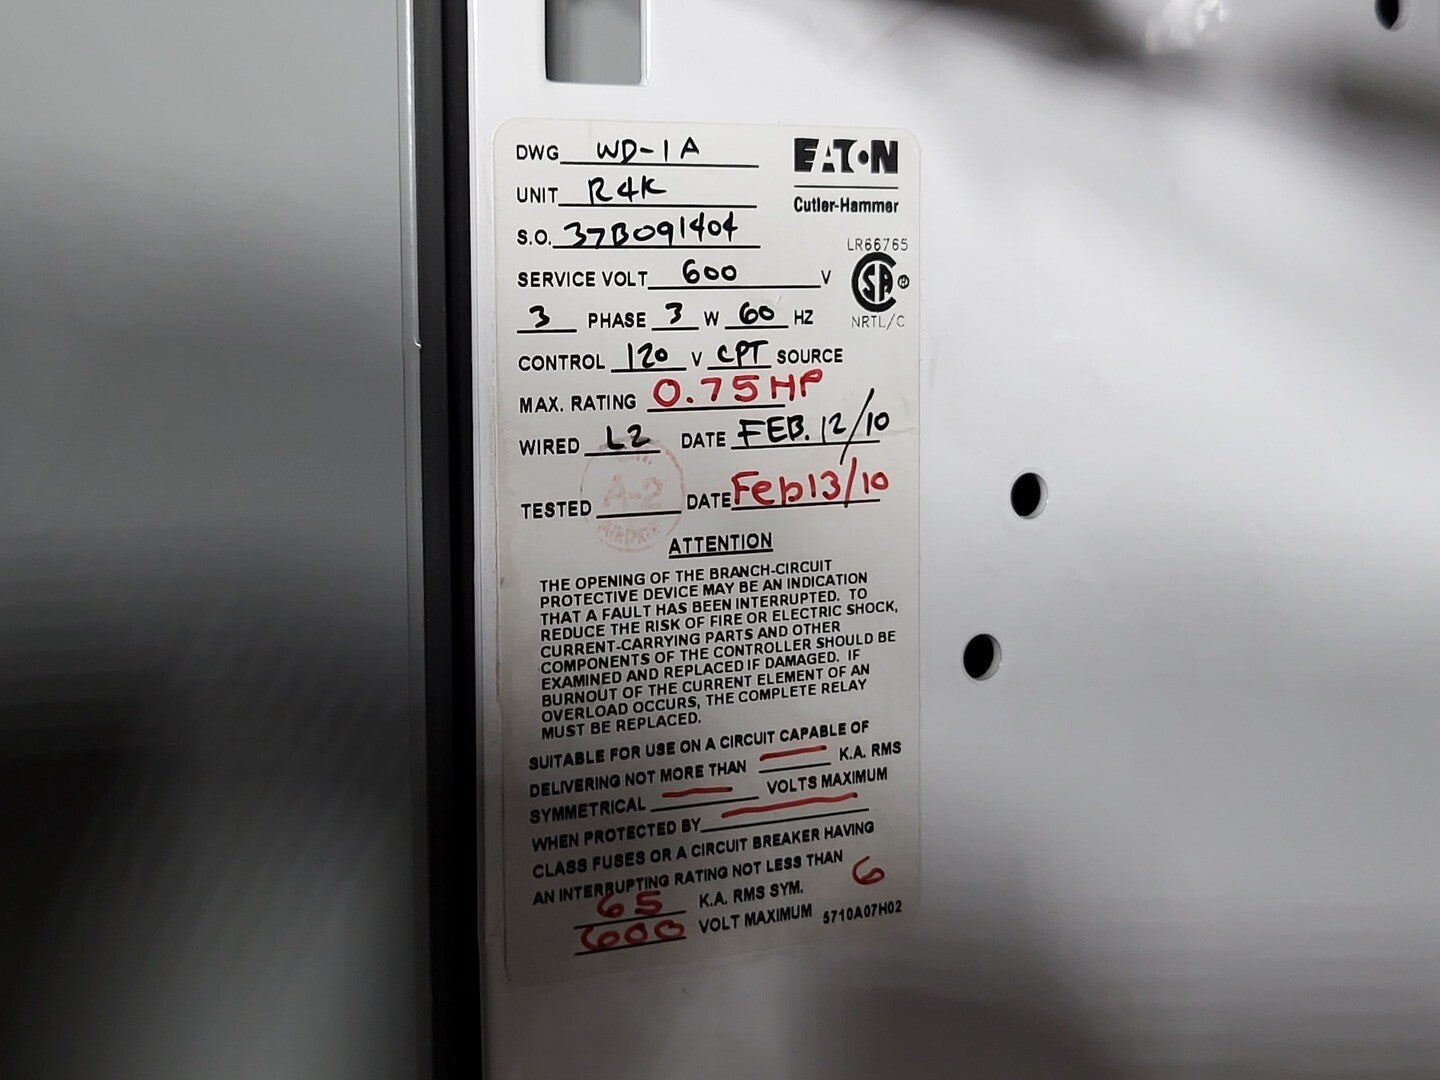 DWG WD-1A
EATON
Cutler-Hammer
UNIT R4K
S.O. 37B091404
LR66765
SERVICE VOLT 600 V
SA ®
NRTL/C
3 PHASE 3 W 60 HZ
CONTROL 120 V CPT SOURCE
MAX. RATING 0.75HP
WIRED L2 DATE FEB. 12/10
A-2
TESTED DATE Feb13/10
ATTENTION
THE OPENING OF THE BRANCH-CIRCUIT
PROTECTIVE DEVICE MAY BE AN INDICATION
THAT A FAULT HAS BEEN INTERRUPTED. TO
REDUCE THE RISK OF FIRE OR ELECTRIC SHOCK,
CURRENT-CARRYING PARTS AND OTHER
COMPONENTS OF THE CONTROLLER SHOULD BE
EXAMINED AND REPLACED IF DAMAGED. IF
BURNOUT OF THE CURRENT ELEMENT OF AN
OVERLOAD OCCURS, THE COMPLETE RELAY
MUST BE REPLACED.
SUITABLE FOR USE ON A CIRCUIT CAPABLE OF
DELIVERING NOT MORE THAN K.A. RMS
SYMMETRICAL VOLTS MAXIMUM
WHEN PROTECTED BY
CLASS FUSES OR A CIRCUIT BREAKER HAVING
AN INTERRUPTING RATING NOT LESS THAN 6
65 K.A. RMS SYM.
600 VOLT MAXIMUM 5710A07H02